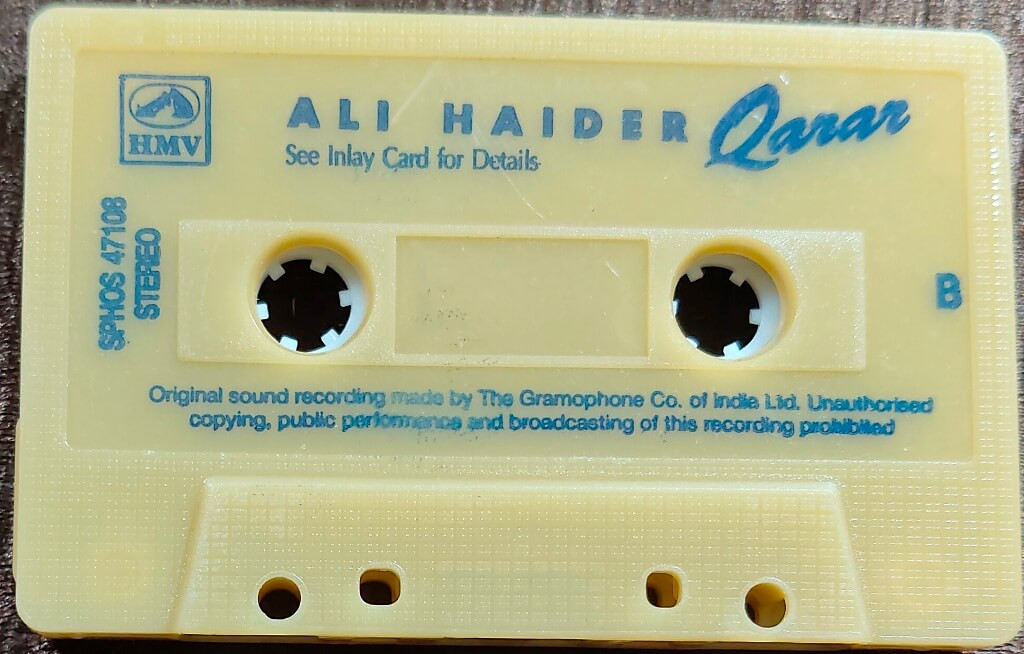 HMV
ALI HAIDER Qarar
See Inlay Card for Details
SPHOS 47108
STEREO
B
Original sound recording made by The Gramophone Co. of India Ltd. Unauthorised
copying, public performance and broadcasting of this recording prohibited